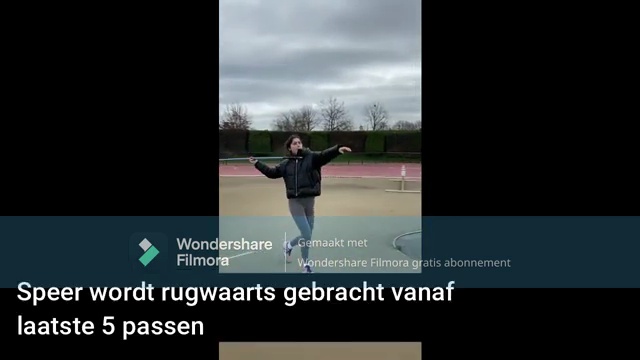 Wondershare
Filmora
Gemaakt met
Wondershare Filmora gratis abonnement
Speer wordt rugwaarts gebracht vanaf
laatste 5 passen